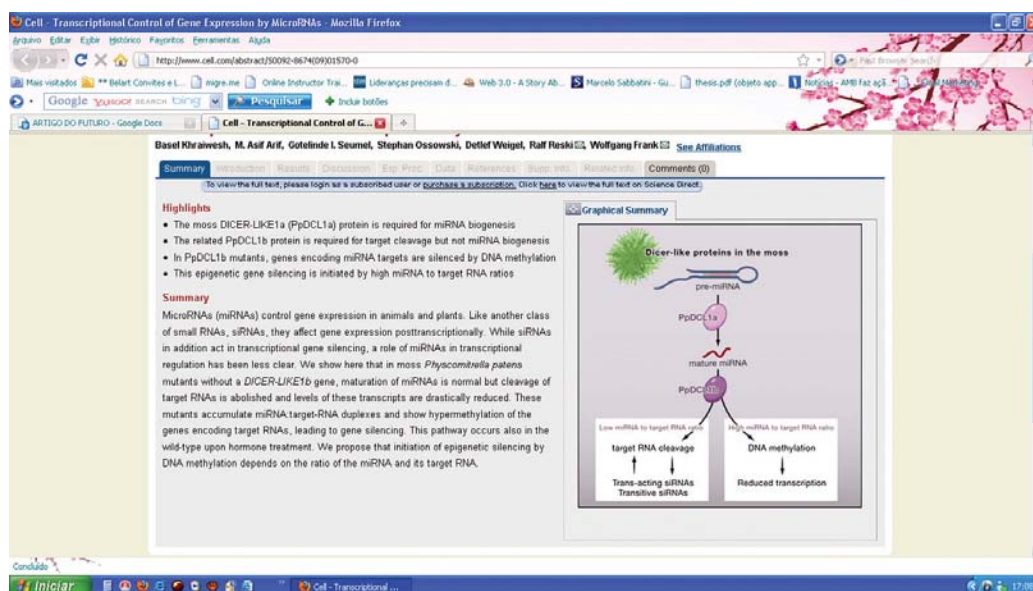 Cell - Transcriptional Control of Gene Expression by MicroRNAs - Mozilla Firefox
Arquivo Editar Exibir Histórico Favoritos Ferramentas Ajuda
http://www.cell.com/abstract/S0092-8674(09)01570-0
Mais visitados ** Belart Convites e L... migre.me Online Instructor Trai... Lideranças precisam d... Web 3.0 - A Story Ab... Marcelo Sabbatini - Gu... thesis.pdf (objeto app... Notícias - AMB faz açã...
Google YAHOO! SEARCH bing Pesquisar Incluir botões
ARTIGO DO FUTURO - Google Docs Cell - Transcriptional Control of G...
Basel Khraiwesh, M. Asif Arif, Gotelinde I. Seumel, Stephan Ossowski, Detlef Weigel, Ralf Reski, Wolfgang Frank See Affiliations
Summary Introduction Results Discussion Exp. Proc. Data References Supp. Info. Related Info. Comments (0)
To view the full text, please login as a subscribed user or purchase a subscription. Click here to view the full text on Science Direct.
Highlights
• The moss DICER-LIKE1a (PpDCL1a) protein is required for miRNA biogenesis
• The related PpDCL1b protein is required for target cleavage but not miRNA biogenesis
• In PpDCL1b mutants, genes encoding miRNA targets are silenced by DNA methylation
• This epigenetic gene silencing is initiated by high miRNA to target RNA ratios
Summary
MicroRNAs (miRNAs) control gene expression in animals and plants. Like another class
of small RNAs, siRNAs, they affect gene expression posttranscriptionally. While siRNAs
in addition act in transcriptional gene silencing, a role of miRNAs in transcriptional
regulation has been less clear. We show here that in moss Physcomitrella patens
mutants without a DICER-LIKE1b gene, maturation of miRNAs is normal but cleavage of
target RNAs is abolished and levels of these transcripts are drastically reduced. These
mutants accumulate miRNA:target-RNA duplexes and show hypermethylation of the
genes encoding target RNAs, leading to gene silencing. This pathway occurs also in the
wild-type upon hormone treatment. We propose that initiation of epigenetic silencing by
DNA methylation depends on the ratio of the miRNA and its target RNA.
Graphical Summary
Dicer-like proteins in the moss
pre-miRNA
PpDCL1a
mature miRNA
PpDCL1b
Low miRNA to target RNA ratio
target RNA cleavage
Trans-acting siRNAs
Transitive siRNAs
High miRNA to target RNA ratio
DNA methylation
Reduced transcription
Concluído
Iniciar Cell - Transcriptional ... 17:08